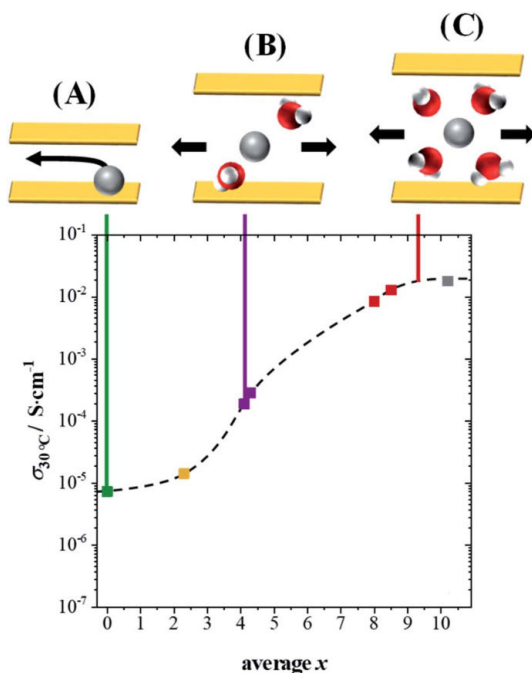 (A)
(B)
(C)
10⁻¹
10⁻²
10⁻³
10⁻⁴
10⁻⁵
10⁻⁶
10⁻⁷
σ30 °C / S·cm⁻¹
0 1 2 3 4 5 6 7 8 9 10
average x